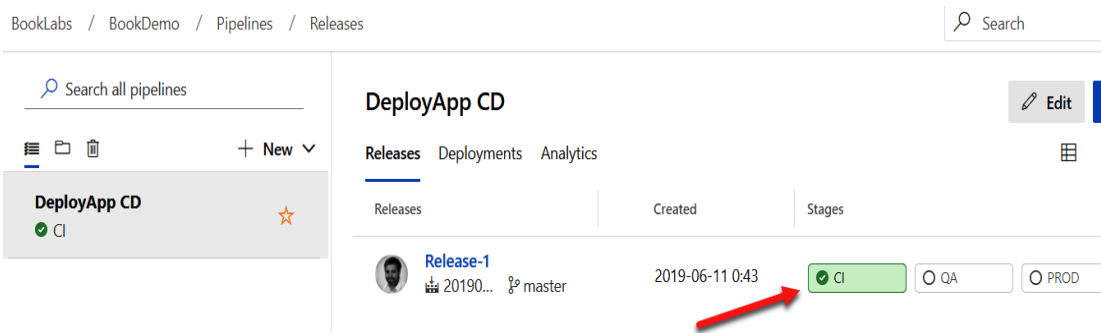 BookLabs / BookDemo / Pipelines / Releases
Search
Search all pipelines
New
DeployApp CD
CI
DeployApp CD
Edit
Releases Deployments Analytics
Releases Created Stages
Release-1
20190... master
2019-06-11 0:43
CI
QA
PROD